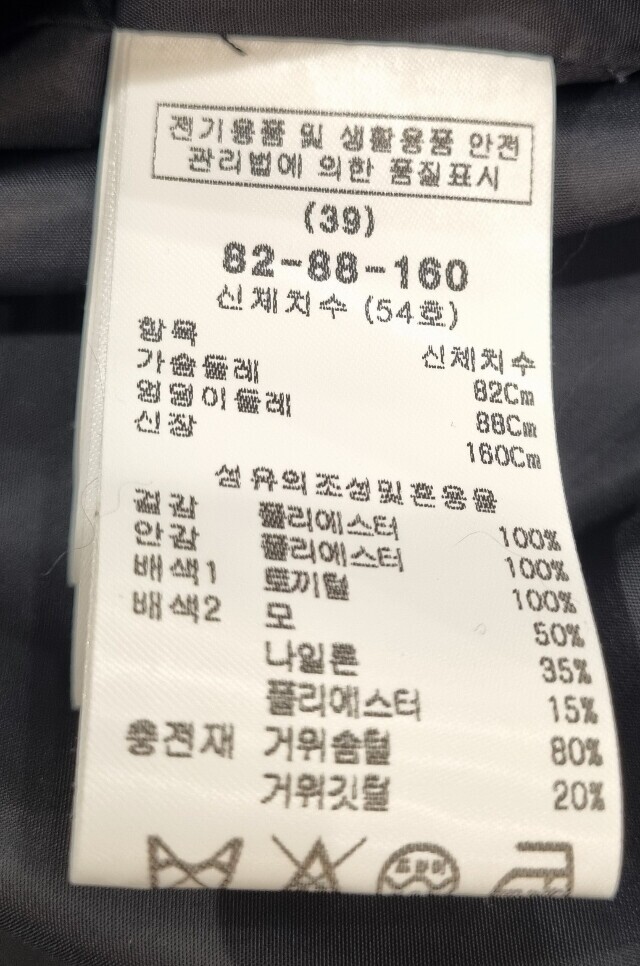 전기용품 및 생활용품 안전
관리법에 의한 품질표시
(39)
82-88-160
신체치수 (54호)
항목 신체치수
가슴둘레 82Cm
엉덩이둘레 88Cm
신장 160Cm
섬유의조성및혼용율
겉감 폴리에스터 100%
안감 폴리에스터 100%
배색1 토끼털 100%
배색2 모 50%
나일론 35%
폴리에스터 15%
충전재 거위솜털 80%
거위깃털 20%
드라이